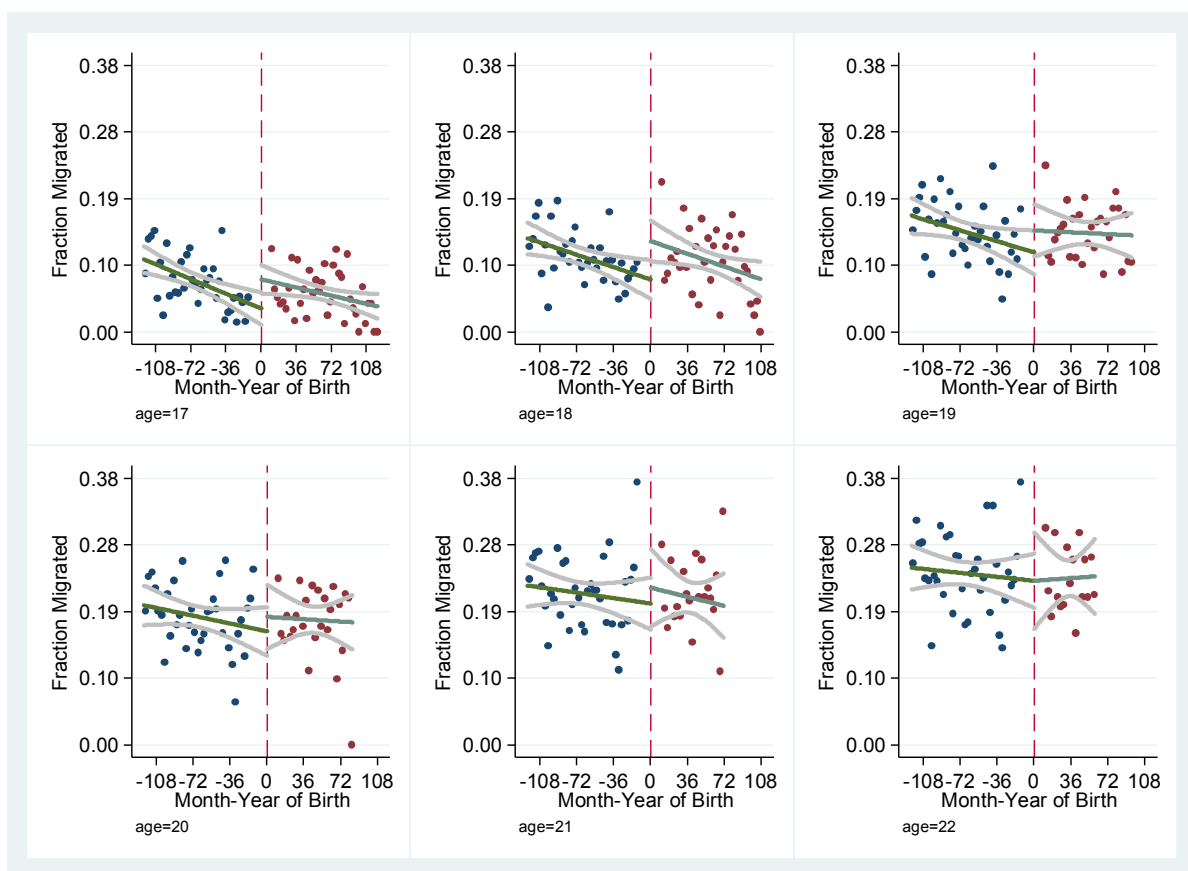 Fraction Migrated
0.38
0.28
0.19
0.10
0.00
-108 -72 -36 0 36 72 108
Month-Year of Birth
age=17
Fraction Migrated
0.38
0.28
0.19
0.10
0.00
-108 -72 -36 0 36 72 108
Month-Year of Birth
age=18
Fraction Migrated
0.38
0.28
0.19
0.10
0.00
-108 -72 -36 0 36 72 108
Month-Year of Birth
age=19
Fraction Migrated
0.38
0.28
0.19
0.10
0.00
-108 -72 -36 0 36 72 108
Month-Year of Birth
age=20
Fraction Migrated
0.38
0.28
0.19
0.10
0.00
-108 -72 -36 0 36 72 108
Month-Year of Birth
age=21
Fraction Migrated
0.38
0.28
0.19
0.10
0.00
-108 -72 -36 0 36 72 108
Month-Year of Birth
age=22